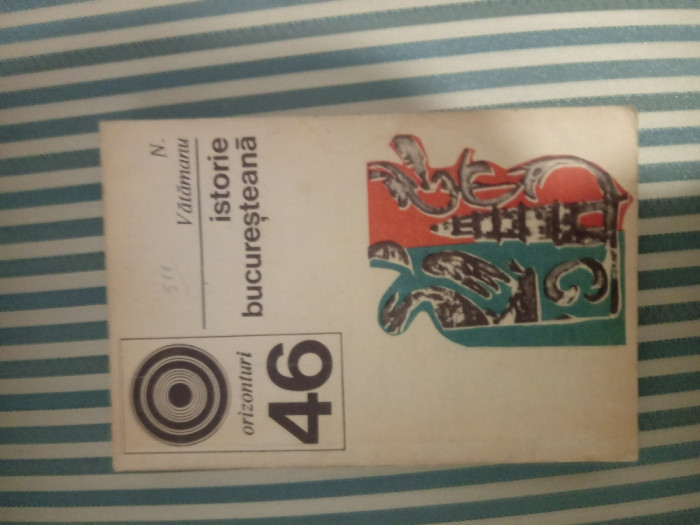 N.
Vătămanu
istorie
bucureșteană
orizonturi
46